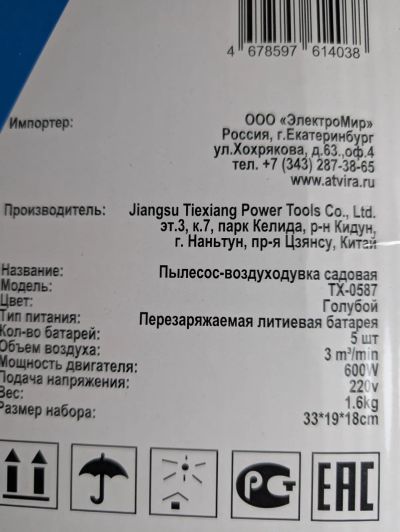 4 678597 614038
Импортер: ООО «ЭлектроМир»
Россия, г.Екатеринбург
ул.Хохрякова, д.63.,оф.4
тел. +7 (343) 287-38-65
www.atvira.ru
Производитель: Jiangsu Tiexiang Power Tools Co., Ltd.
эт.3, к.7, парк Келида, р-н Кидун,
г. Наньтун, пр-я Цзянсу, Китай
Название: Пылесос-воздуходувка садовая
Модель: TX-0587
Цвет: Голубой
Тип питания: Перезаряжаемая литиевая батарея
Кол-во батарей: 5 шт
Объем воздуха: 3 m³/min
Мощность двигателя: 600W
Подача напряжения: 220v
Вес: 1.6kg
Размер набора: 33*19*18cm
РСТ EAC